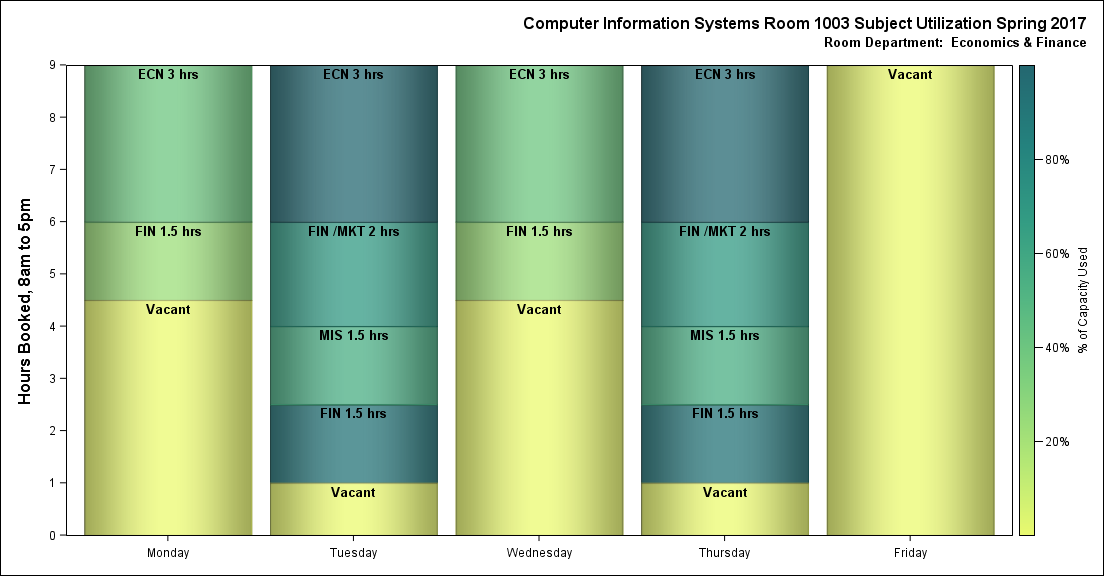 Computer Information Systems Room 1003 Subject Utilization Spring 2017
Room Department:  Economics & Finance
Hours Booked, 8am to 5pm
9
8
7
6
5
4
3
2
1
0
ECN 3 hrs
FIN 1.5 hrs
Vacant
ECN 3 hrs
FIN /MKT 2 hrs
MIS 1.5 hrs
FIN 1.5 hrs
Vacant
ECN 3 hrs
FIN 1.5 hrs
Vacant
ECN 3 hrs
FIN /MKT 2 hrs
MIS 1.5 hrs
FIN 1.5 hrs
Vacant
Vacant
Monday
Tuesday
Wednesday
Thursday
Friday
80%
60%
40%
20%
% of Capacity Used